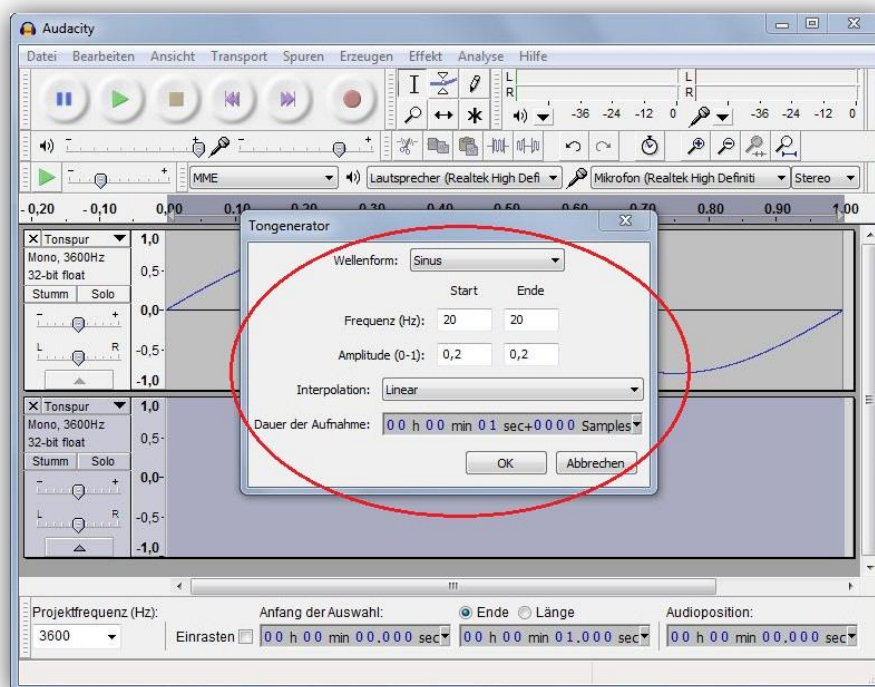 Audacity
Datei Bearbeiten Ansicht Transport Spuren Erzeugen Effekt Analyse Hilfe
L
R
L
R
-36 -24 -12 0
-36 -24 -12 0
MME
Lautsprecher (Realtek High Defi
Mikrofon (Realtek High Definiti
Stereo
- 0,20 - 0,10 0,00 0,10 0,20 0,30 0,40 0.50 0.60 0.70 0.80 0.90 1.00
X Tonspur
Mono, 3600Hz
32-bit float
Stumm Solo
- +
L R
1,0
0,5-
0,0-
-0,5-
-1,0
Tongenerator
Wellenform: Sinus
Start Ende
Frequenz (Hz): 20 20
Amplitude (0-1): 0,2 0,2
Interpolation: Linear
Dauer der Aufnahme: 00 h 00 min 01 sec+0000 Samples
OK Abbrechen
X Tonspur
Mono, 3600Hz
32-bit float
Stumm Solo
- +
L R
1,0
0,5-
0,0-
-0,5-
-1,0
Projektfrequenz (Hz):
3600
Einrasten
Anfang der Auswahl:
00 h 00 min 00.000 sec
Ende Länge
00 h 00 min 01.000 sec
Audioposition:
00 h 00 min 00.000 sec